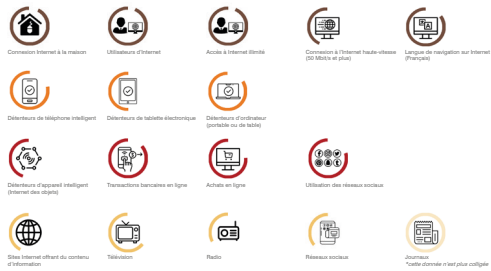 Connexion Internet à la maison
Utilisateurs d'Internet
Accès à Internet illimité
Connexion à l'Internet haute-vitesse
(50 Mbit/s et plus)
Langue de navigation sur Internet
(Français)
Détenteurs de téléphone intelligent
Détenteurs de tablette électronique
Détenteurs d'ordinateur
(portable ou de table)
Détenteurs d'appareil intelligent
(Internet des objets)
Transactions bancaires en ligne
Achats en ligne
Utilisation des réseaux sociaux
Sites Internet offrant du contenu
d'information
Télévision
Radio
Réseaux sociaux
Journaux
*cette donnée n'est plus colligée